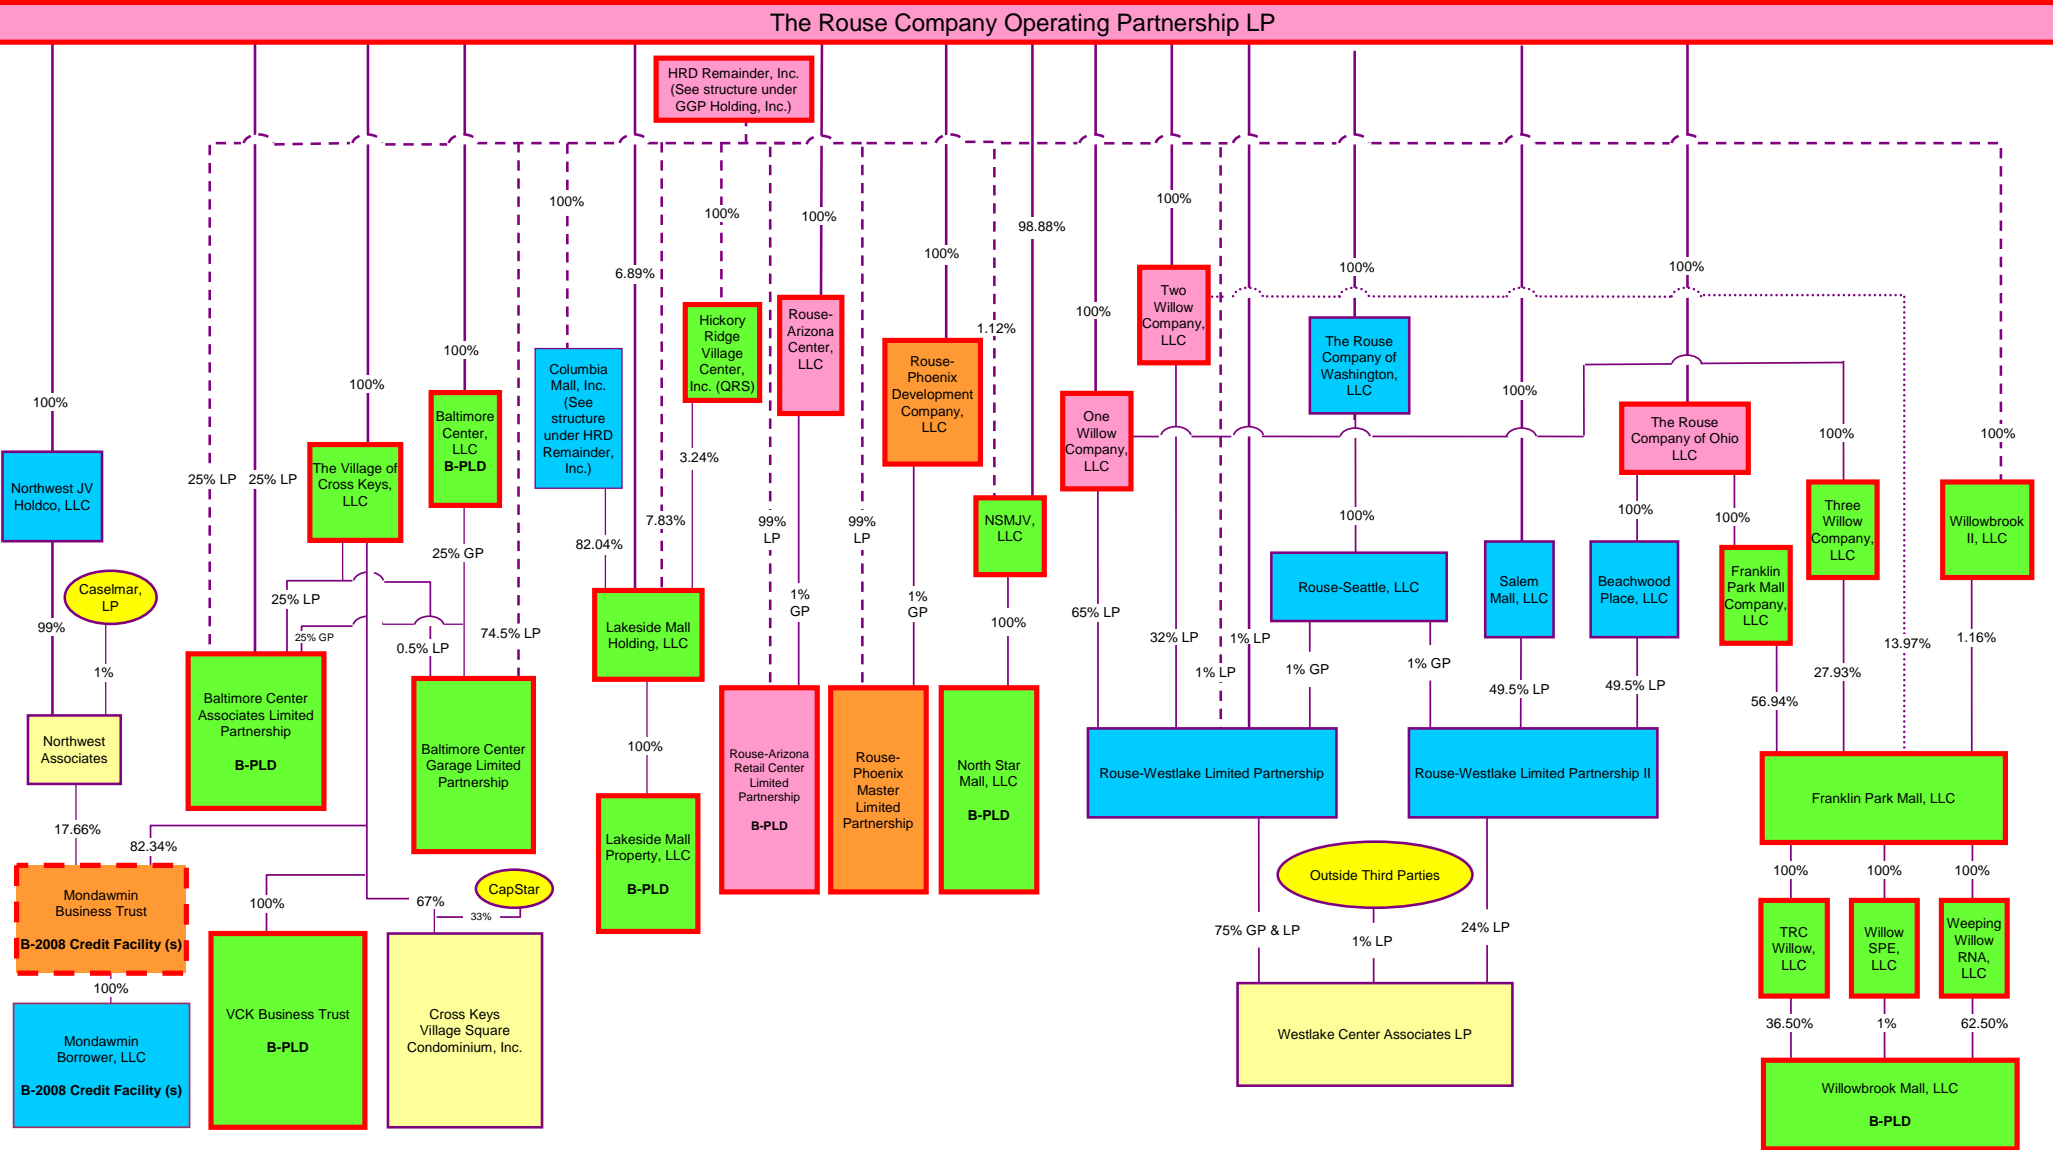 The Rouse Company Operating Partnership LP
HRD Remainder, Inc.
(See structure under
GGP Holding, Inc.)
100%
100%
100%
100%
98.88%
100%
6.89%
100%
100%
1.12%
100%
100%
100%
100%
100%
Two
Willow
Company,
LLC
Rouse-
Arizona
Center,
LLC
Hickory
Ridge
Village
Center,
Inc. (QRS)
The Rouse
Company of
Washington,
LLC
Rouse-
Phoenix
Development
Company,
LLC
Columbia
Mall, Inc.
(See
structure
under HRD
Remainder,
Inc.)
Baltimore
Center,
LLC
B-PLD
One
Willow
Company,
LLC
The Rouse
Company of Ohio
LLC
100%
100%
100%
The Village of
Cross Keys,
LLC
Northwest JV
Holdco, LLC
25% LP
25% LP
3.24%
7.83%
82.04%
25% GP
99%
LP
99%
LP
NSMJV,
LLC
100%
100%
100%
Three
Willow
Company,
LLC
Willowbrook
II, LLC
Caselmar,
LP
99%
1%
25% LP
25% GP
0.5% LP
74.5% LP
Lakeside Mall
Holding, LLC
1%
GP
1%
GP
100%
65% LP
32% LP
1% LP
1% LP
Rouse-Seattle, LLC
Salem
Mall, LLC
Beachwood
Place, LLC
Franklin
Park Mall
Company,
LLC
1% GP
1% GP
49.5% LP
49.5% LP
56.94%
27.93%
13.97%
1.16%
Northwest
Associates
Baltimore Center
Associates Limited
Partnership
B-PLD
Baltimore Center
Garage Limited
Partnership
100%
Rouse-Arizona
Retail Center
Limited
Partnership
B-PLD
Rouse-
Phoenix
Master
Limited
Partnership
North Star
Mall, LLC
B-PLD
Rouse-Westlake Limited Partnership
Rouse-Westlake Limited Partnership II
Franklin Park Mall, LLC
17.66%
82.34%
Lakeside Mall
Property, LLC
B-PLD
Mondawmin
Business Trust
B-2008 Credit Facility (s)
100%
67%
33%
CapStar
Outside Third Parties
75% GP & LP
1% LP
24% LP
100%
100%
100%
TRC
Willow,
LLC
Willow
SPE,
LLC
Weeping
Willow
RNA,
LLC
100%
Mondawmin
Borrower, LLC
B-2008 Credit Facility (s)
VCK Business Trust
B-PLD
Cross Keys
Village Square
Condominium, Inc.
Westlake Center Associates LP
36.50%
1%
62.50%
Willowbrook Mall, LLC
B-PLD